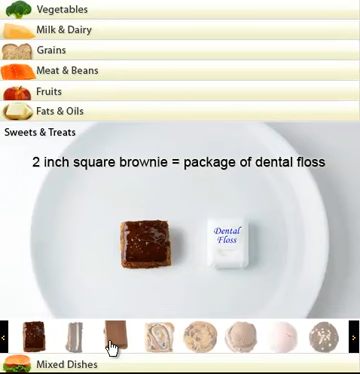 Vegetables
Milk & Dairy
Grains
Meat & Beans
Fruits
Fats & Oils
Sweets & Treats
2 inch square brownie = package of dental floss
Dental
Floss
Mixed Dishes